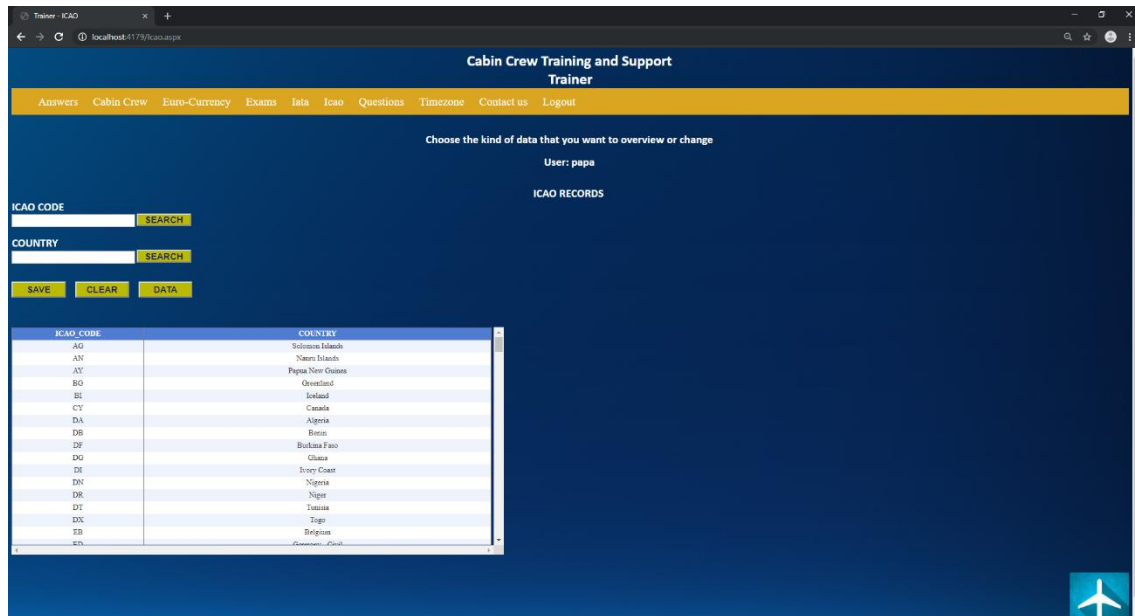 Trainer - ICAO
localhost:4179/Icao.aspx
Cabin Crew Training and Support
Trainer
Answers Cabin Crew Euro-Currency Exams Iata Icao Questions Timezone Contact us Logout
Choose the kind of data that you want to overview or change
User: papa
ICAO RECORDS
ICAO CODE
SEARCH
COUNTRY
SEARCH
SAVE CLEAR DATA
ICAO_CODE COUNTRY
AG Solomon Islands
AN Nauru Islands
AY Papua New Guinea
BG Greenland
BI Iceland
CY Canada
DA Algeria
DB Benin
DF Burkina Faso
DG Ghana
DI Ivory Coast
DN Nigeria
DR Niger
DT Tunisia
DX Togo
EB Belgium
ED Germany - Civil